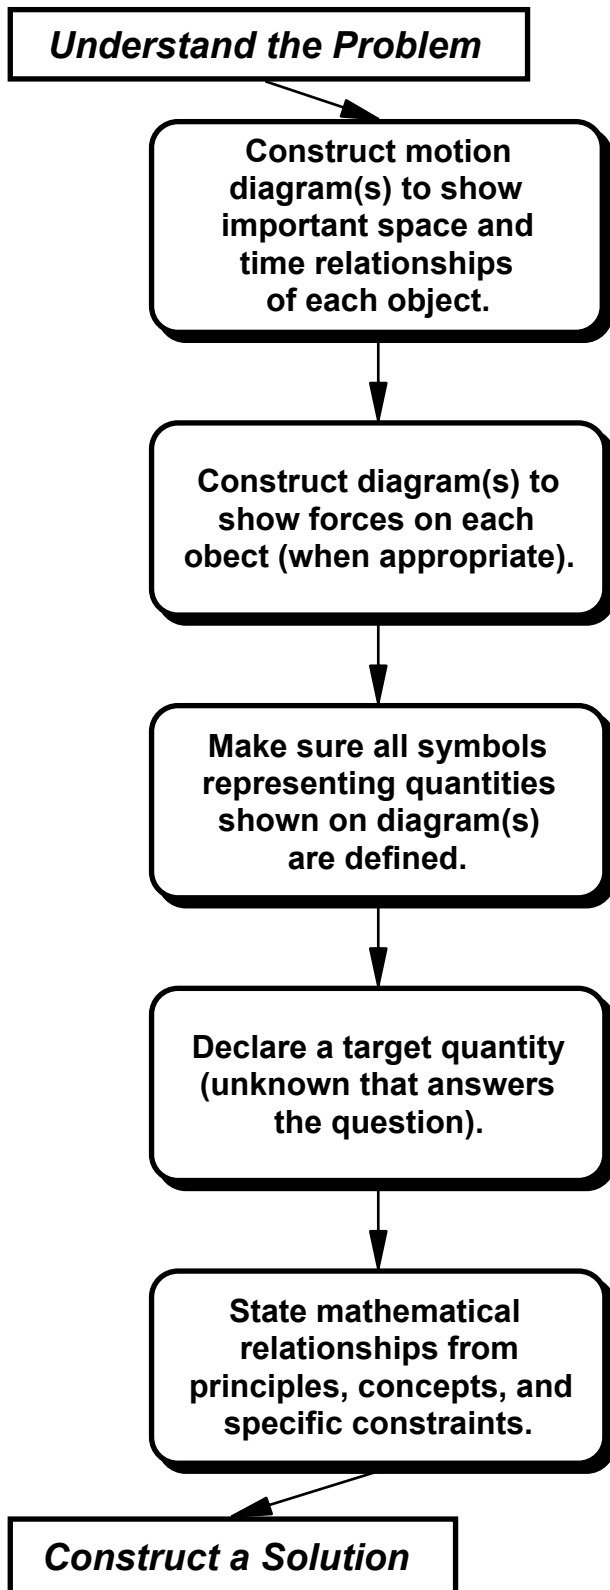 Understand the Problem
Construct motion
diagram(s) to show
important space and
time relationships
of each object.
Construct diagram(s) to
show forces on each
obect (when appropriate).
Make sure all symbols
representing quantities
shown on diagram(s)
are defined.
Declare a target quantity
(unknown that answers
the question).
State mathematical
relationships from
principles, concepts, and
specific constraints.
Construct a Solution